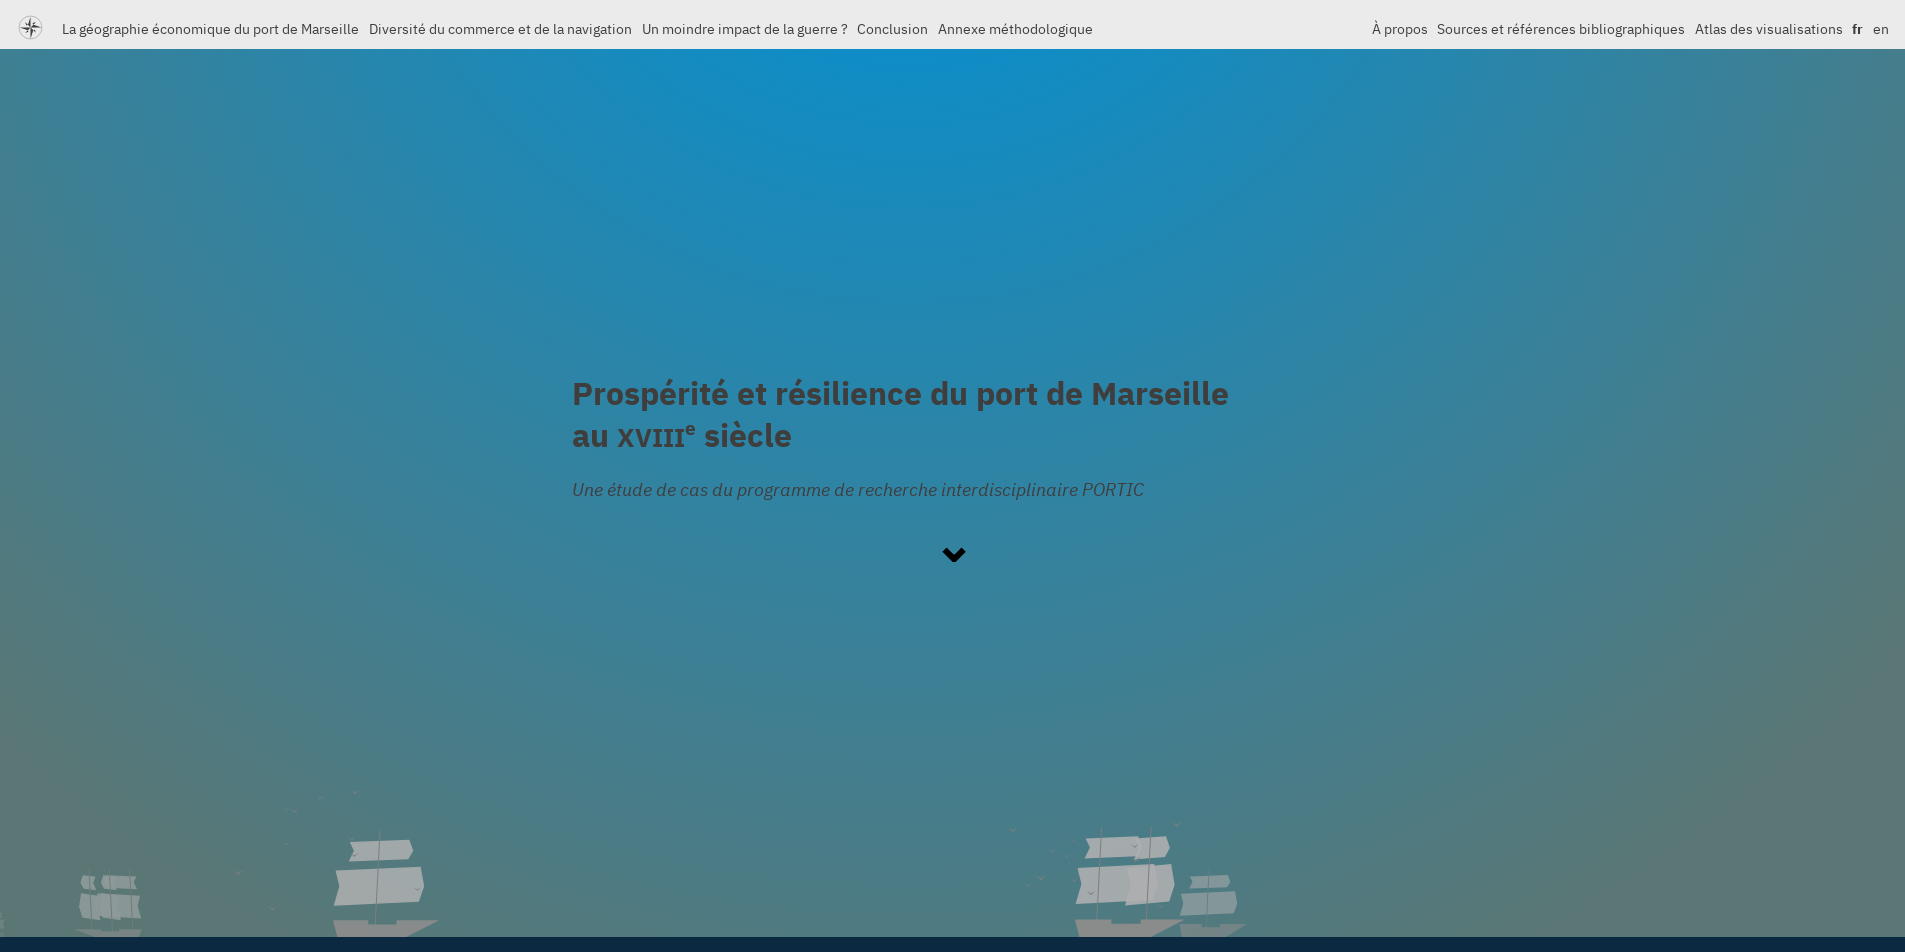 La géographie économique du port de Marseille Diversité du commerce et de la navigation Un moindre impact de la guerre ? Conclusion Annexe méthodologique À propos Sources et références bibliographiques Atlas des visualisations fr en
Prospérité et résilience du port de Marseille
au XVIIIe siècle
Une étude de cas du programme de recherche interdisciplinaire PORTIC